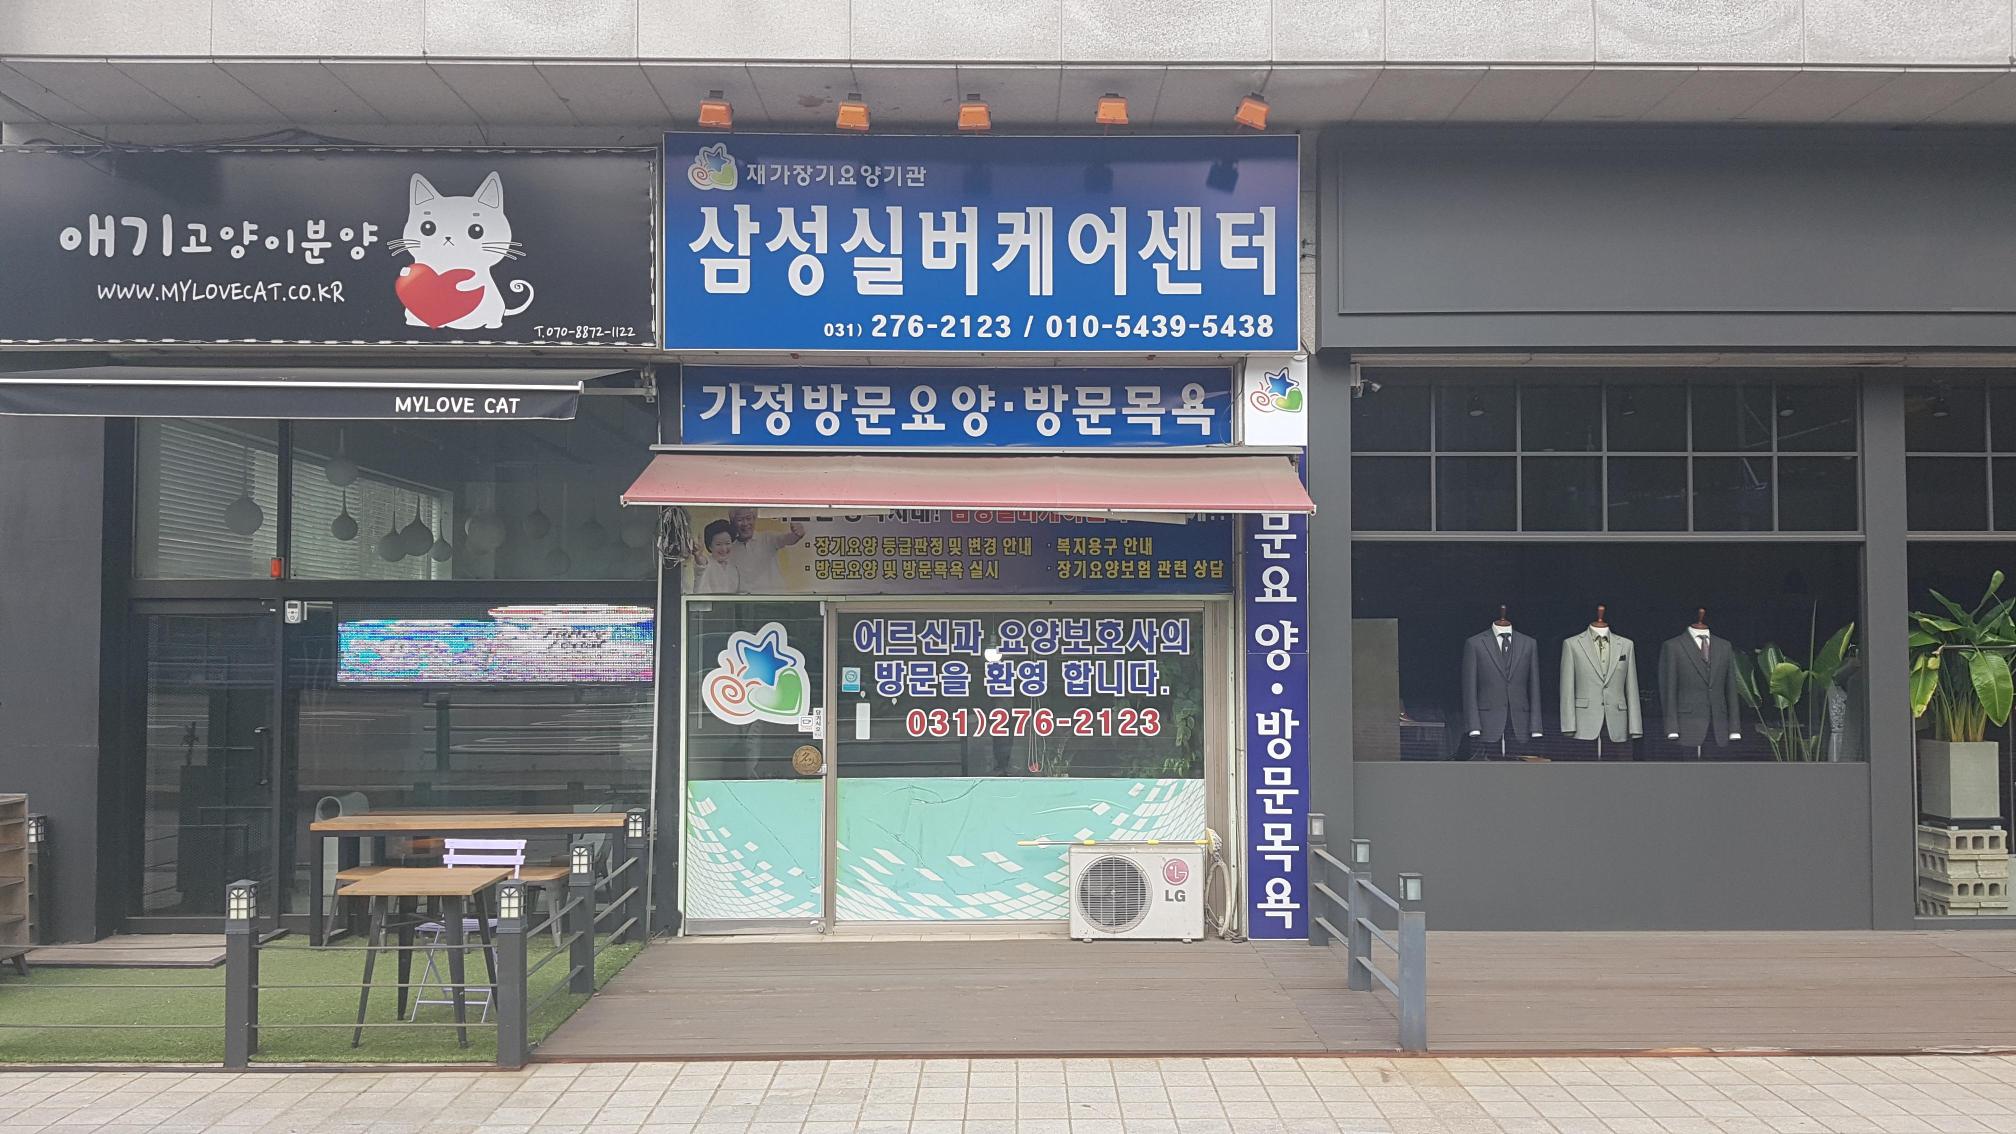 애기고양이분양
WWW.MYLOVECAT.CO.KR
T.070-8872-1122
MYLOVE CAT
재가장기요양기관
삼성실버케어센터
031) 276-2123 / 010-5439-5438
가정방문요양·방문목욕
· 장기요양 등급판정 및 변경 안내 · 복지용구 안내
· 방문요양 및 방문목욕 실시 · 장기요양보험 관련 상담
어르신과 요양보호사의
방문을 환영 합니다.
031)276-2123
문요양·방문목욕
LG